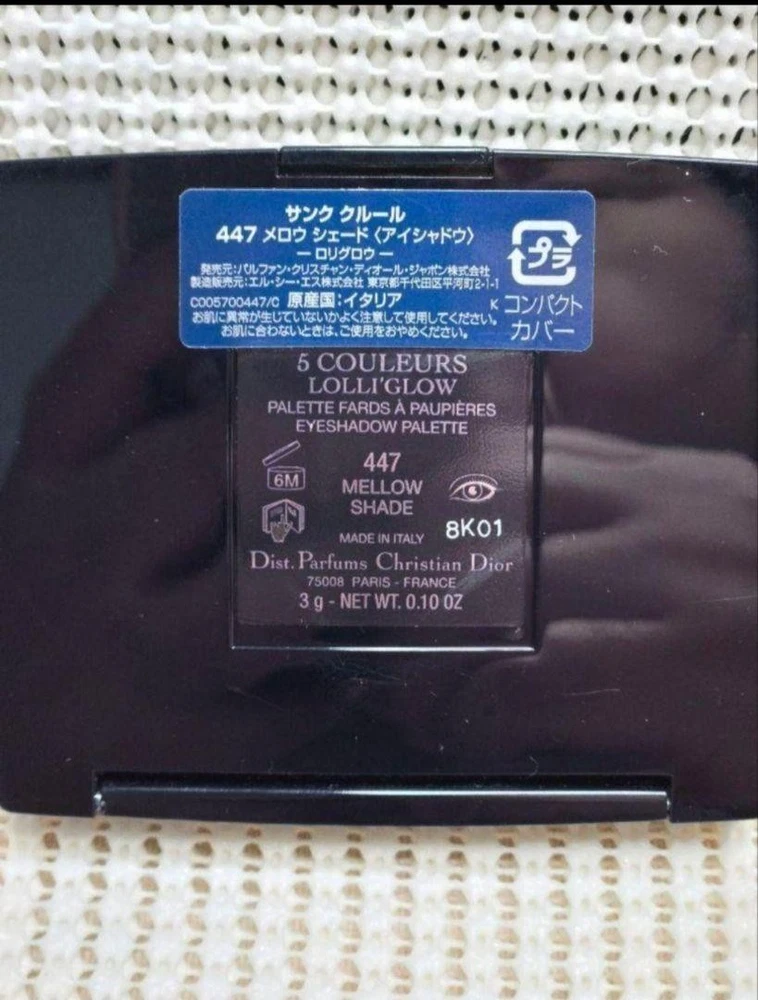 サンク クルール
447 メロウ シェード〈アイシャドウ〉
ー ロリグロウ ー
発売元:パルファン・クリスチャン・ディオール・ジャポン株式会社
製造販売元:エル・シー・エス株式会社 東京都千代田区平河町2-1-1
C005700447/C 原産国:イタリア
お肌に異常が生じていないかよく注意して使用してください。
お肌に合わないときは、ご使用をおやめください。
プラ
K コンパクト
カバー
5 COULEURS
LOLLI'GLOW
PALETTE FARDS À PAUPIÈRES
EYESHADOW PALETTE
6M
447
MELLOW
SHADE
8K01
MADE IN ITALY
Dist. Parfums Christian Dior
75008 PARIS - FRANCE
3 g - NET WT. 0.10 OZ